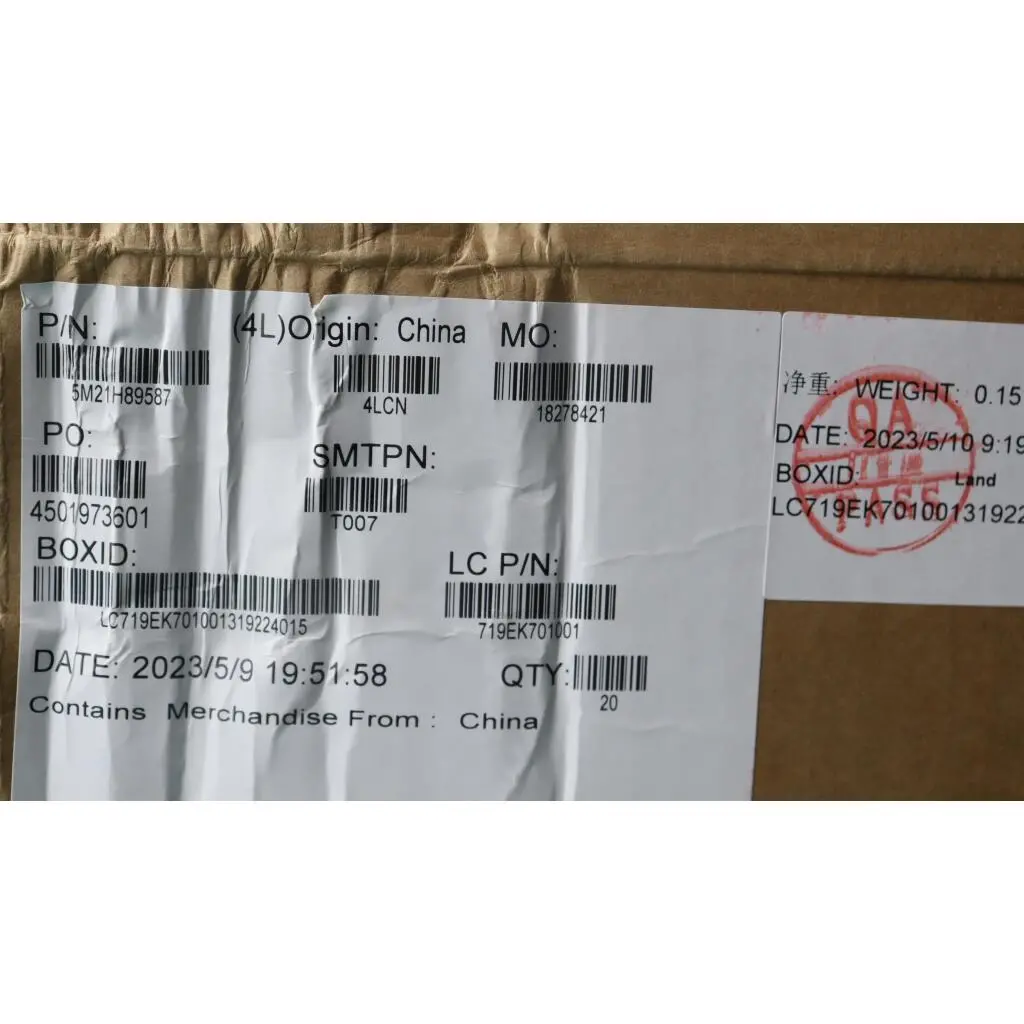 P/N: (4L)Origin: China MO:
5M21H89587 4LCN 18278421
PO: SMTPN:
4501973601 T007
BOXID: LC P/N:
LC719EK701001319224015 719EK701001
DATE: 2023/5/9 19:51:58 QTY:
20
Contains Merchandise From : China
净重: WEIGHT: 0.15
DATE: 2023/5/10 9:19
BOXID: Land
LC719EK70100131922
QA
PASS